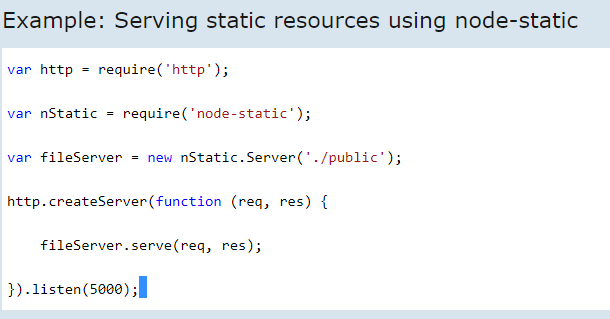 Example: Serving static resources using node-static
var http = require('http');
var nStatic = require('node-static');
var fileServer = new nStatic.Server('./public');
http.createServer(function (req, res) {
    fileServer.serve(req, res);
}).listen(5000);